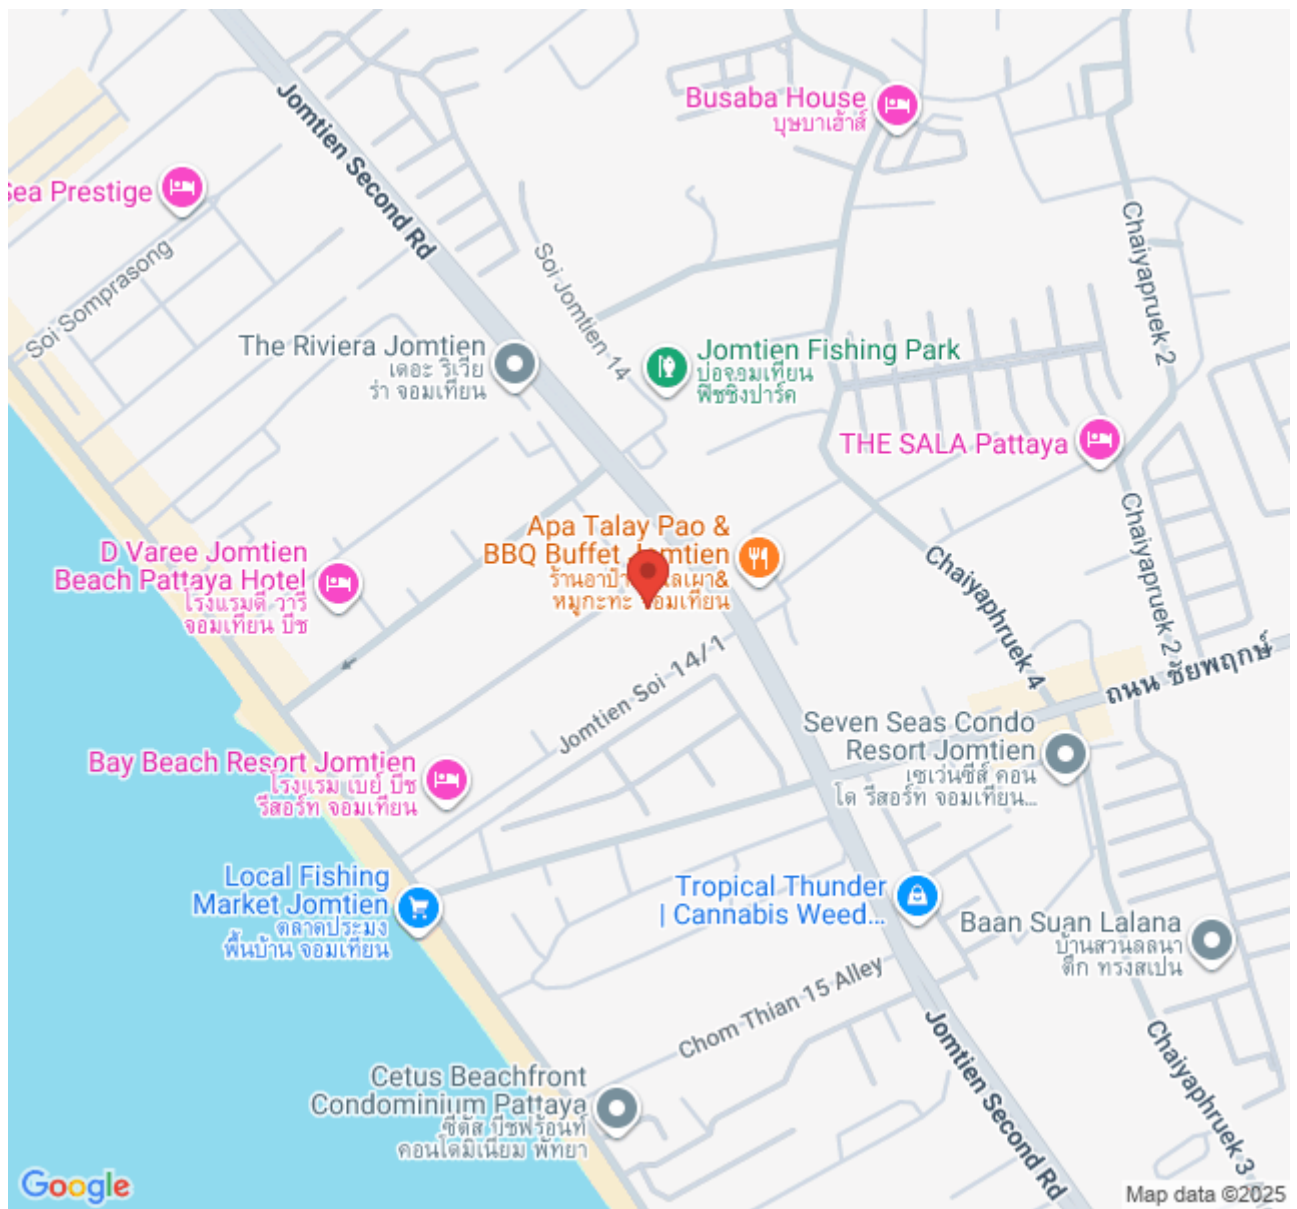 Busaba House
บุษบาเฮ้าส์
Jomtien Second Rd
Sea Prestige
Chaiyapruek 2
Soi Somprasong
Soi Jomtien 14
The Riviera Jomtien
เดอะ ริเวีย
ร่า จอมเทียน
Jomtien Fishing Park
บ่อจอมเทียน
ฟิชชิ่งปาร์ค
THE SALA Pattaya
Chaiyapruek 2
Apa Talay Pao &
BBQ Buffet Jomtien
หมูกะทะ จอมเทียน
D Varee Jomtien
Beach Pattaya Hotel
โรงแรมดี วารี
จอมเทียน บีช
Chaiyaphruek 4
Jomtien Soi 14/1
ถนน ชัยพฤกษ์
Seven Seas Condo
Resort Jomtien
เซเว่นซีส์ คอน
โด รีสอร์ท จอมเทียน...
Bay Beach Resort Jomtien
โรงแรม เบย์ บีช
รีสอร์ท จอมเทียน
Local Fishing
Market Jomtien
ตลาดประมง
พื้นบ้าน จอมเทียน
Tropical Thunder
| Cannabis Weed...
Baan Suan Lalana
บ้านสวนลลนา
ตึก ทรงสเปน
Chom Thian 15 Alley
Jomtien Second Rd
Chaiyaphruek 3
Cetus Beachfront
Condominium Pattaya
ซีตัส บีชฟร้อนท์
คอนโดมิเนียม พัทยา
Google
Map data ©2025